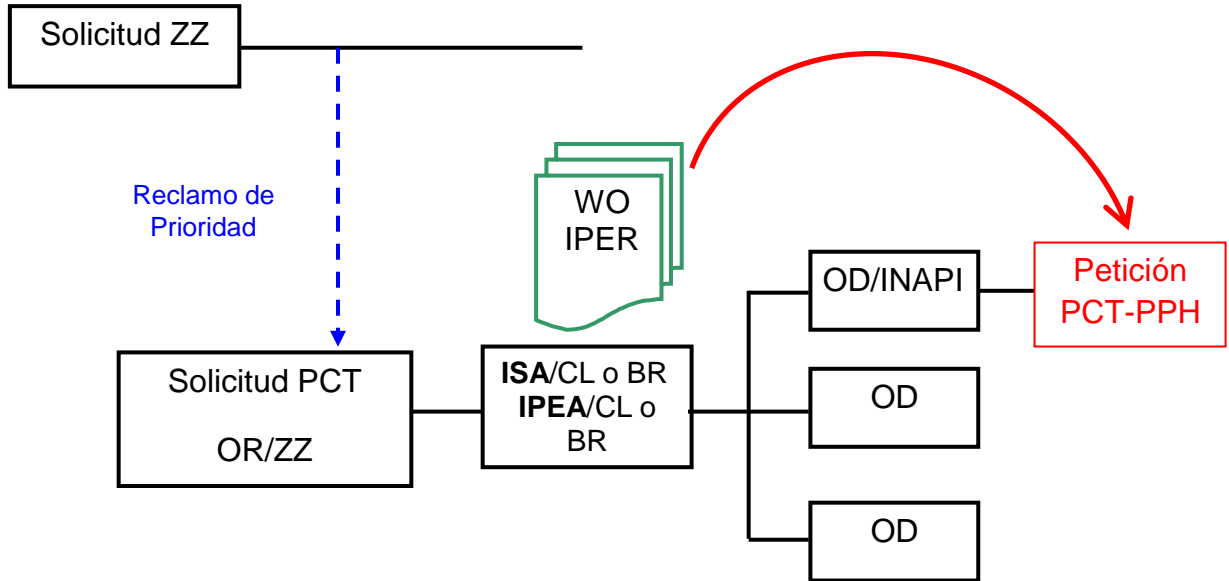 Solicitud ZZ
Reclamo de
Prioridad
WO
IPER
OD/INAPI
Petición
PCT-PPH
Solicitud PCT
OR/ZZ
ISA/CL o BR
IPEA/CL o
BR
OD
OD